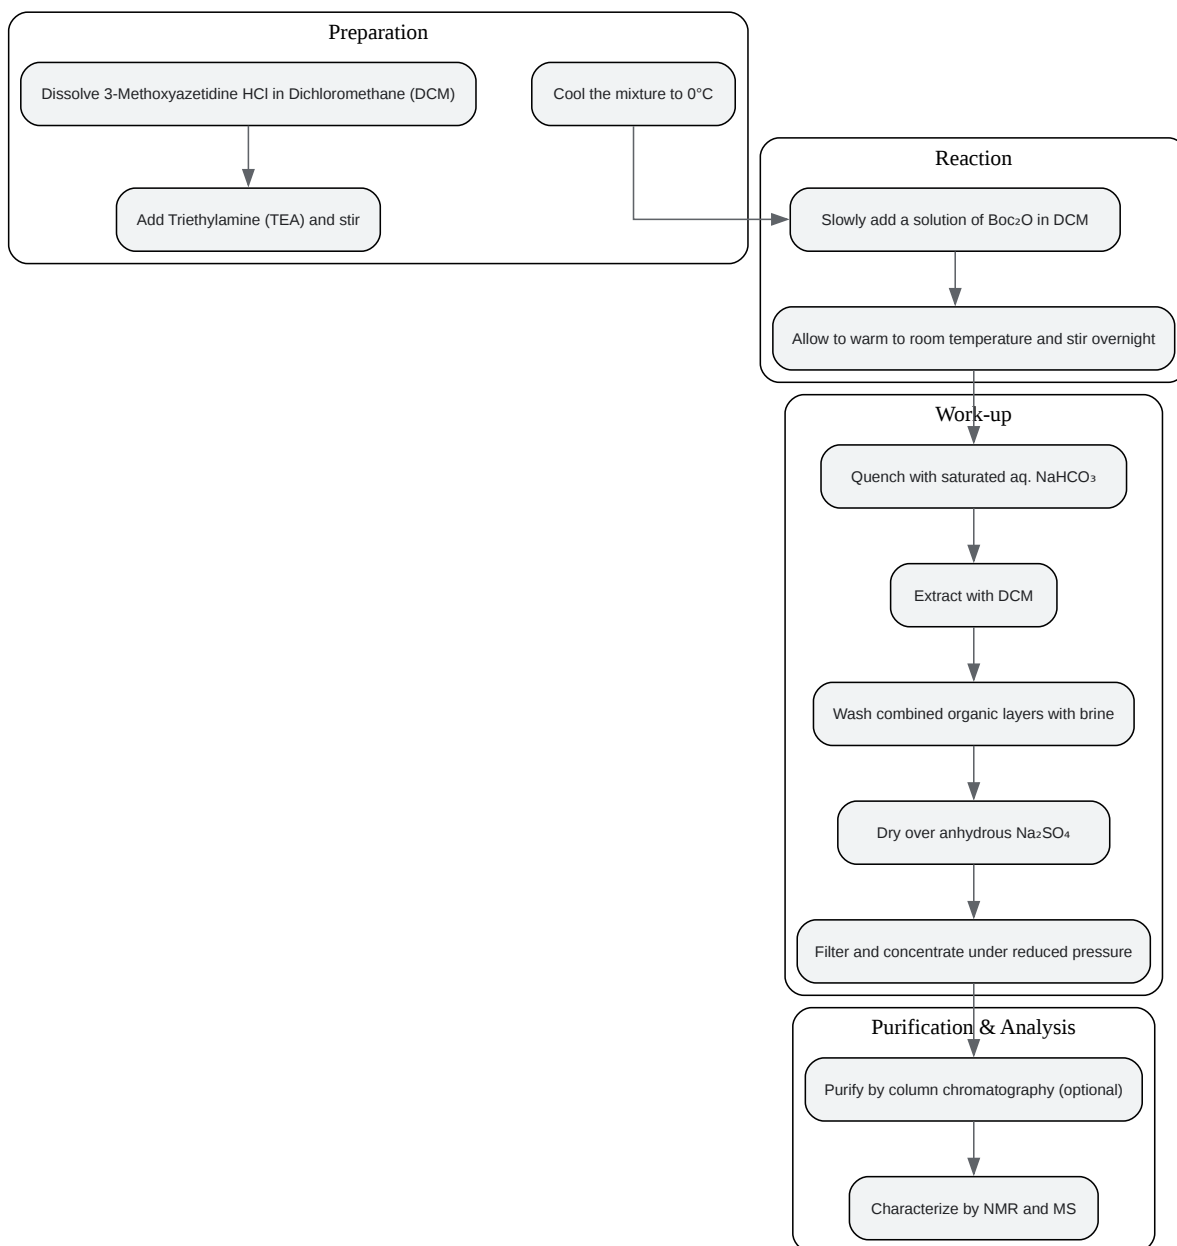 Preparation
Dissolve 3-Methoxyazetidine HCl in Dichloromethane (DCM)
Cool the mixture to 0°C
Add Triethylamine (TEA) and stir
Reaction
Slowly add a solution of Boc₂O in DCM
Allow to warm to room temperature and stir overnight
Work-up
Quench with saturated aq. NaHCO₃
Extract with DCM
Wash combined organic layers with brine
Dry over anhydrous Na₂SO₄
Filter and concentrate under reduced pressure
Purification & Analysis
Purify by column chromatography (optional)
Characterize by NMR and MS